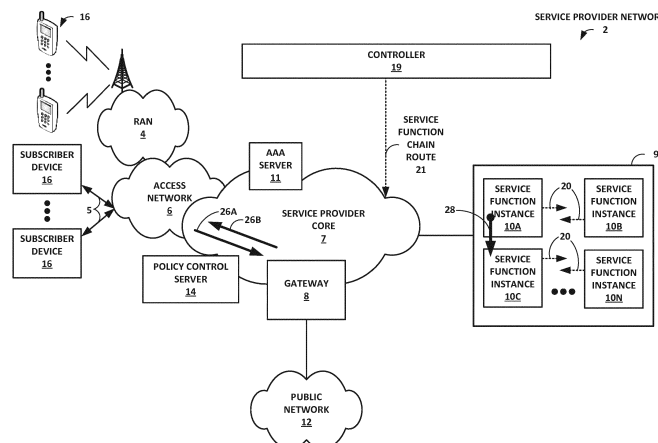 16
SERVICE PROVIDER NETWOR
2
CONTROLLER
19
RAN
4
SERVICE
FUNCTION
CHAIN
ROUTE
21
AAA
SERVER
11
SUBSCRIBER
DEVICE
16
5
SUBSCRIBER
DEVICE
16
ACCESS
NETWORK
6
26A
26B
SERVICE PROVIDER
CORE
7
POLICY CONTROL
SERVER
14
GATEWAY
8
PUBLIC
NETWORK
12
9
28
SERVICE
FUNCTION
INSTANCE
10A
20
SERVICE
FUNCTION
INSTANCE
10B
SERVICE
FUNCTION
INSTANCE
10C
20
SERVICE
FUNCTION
INSTANCE
10N